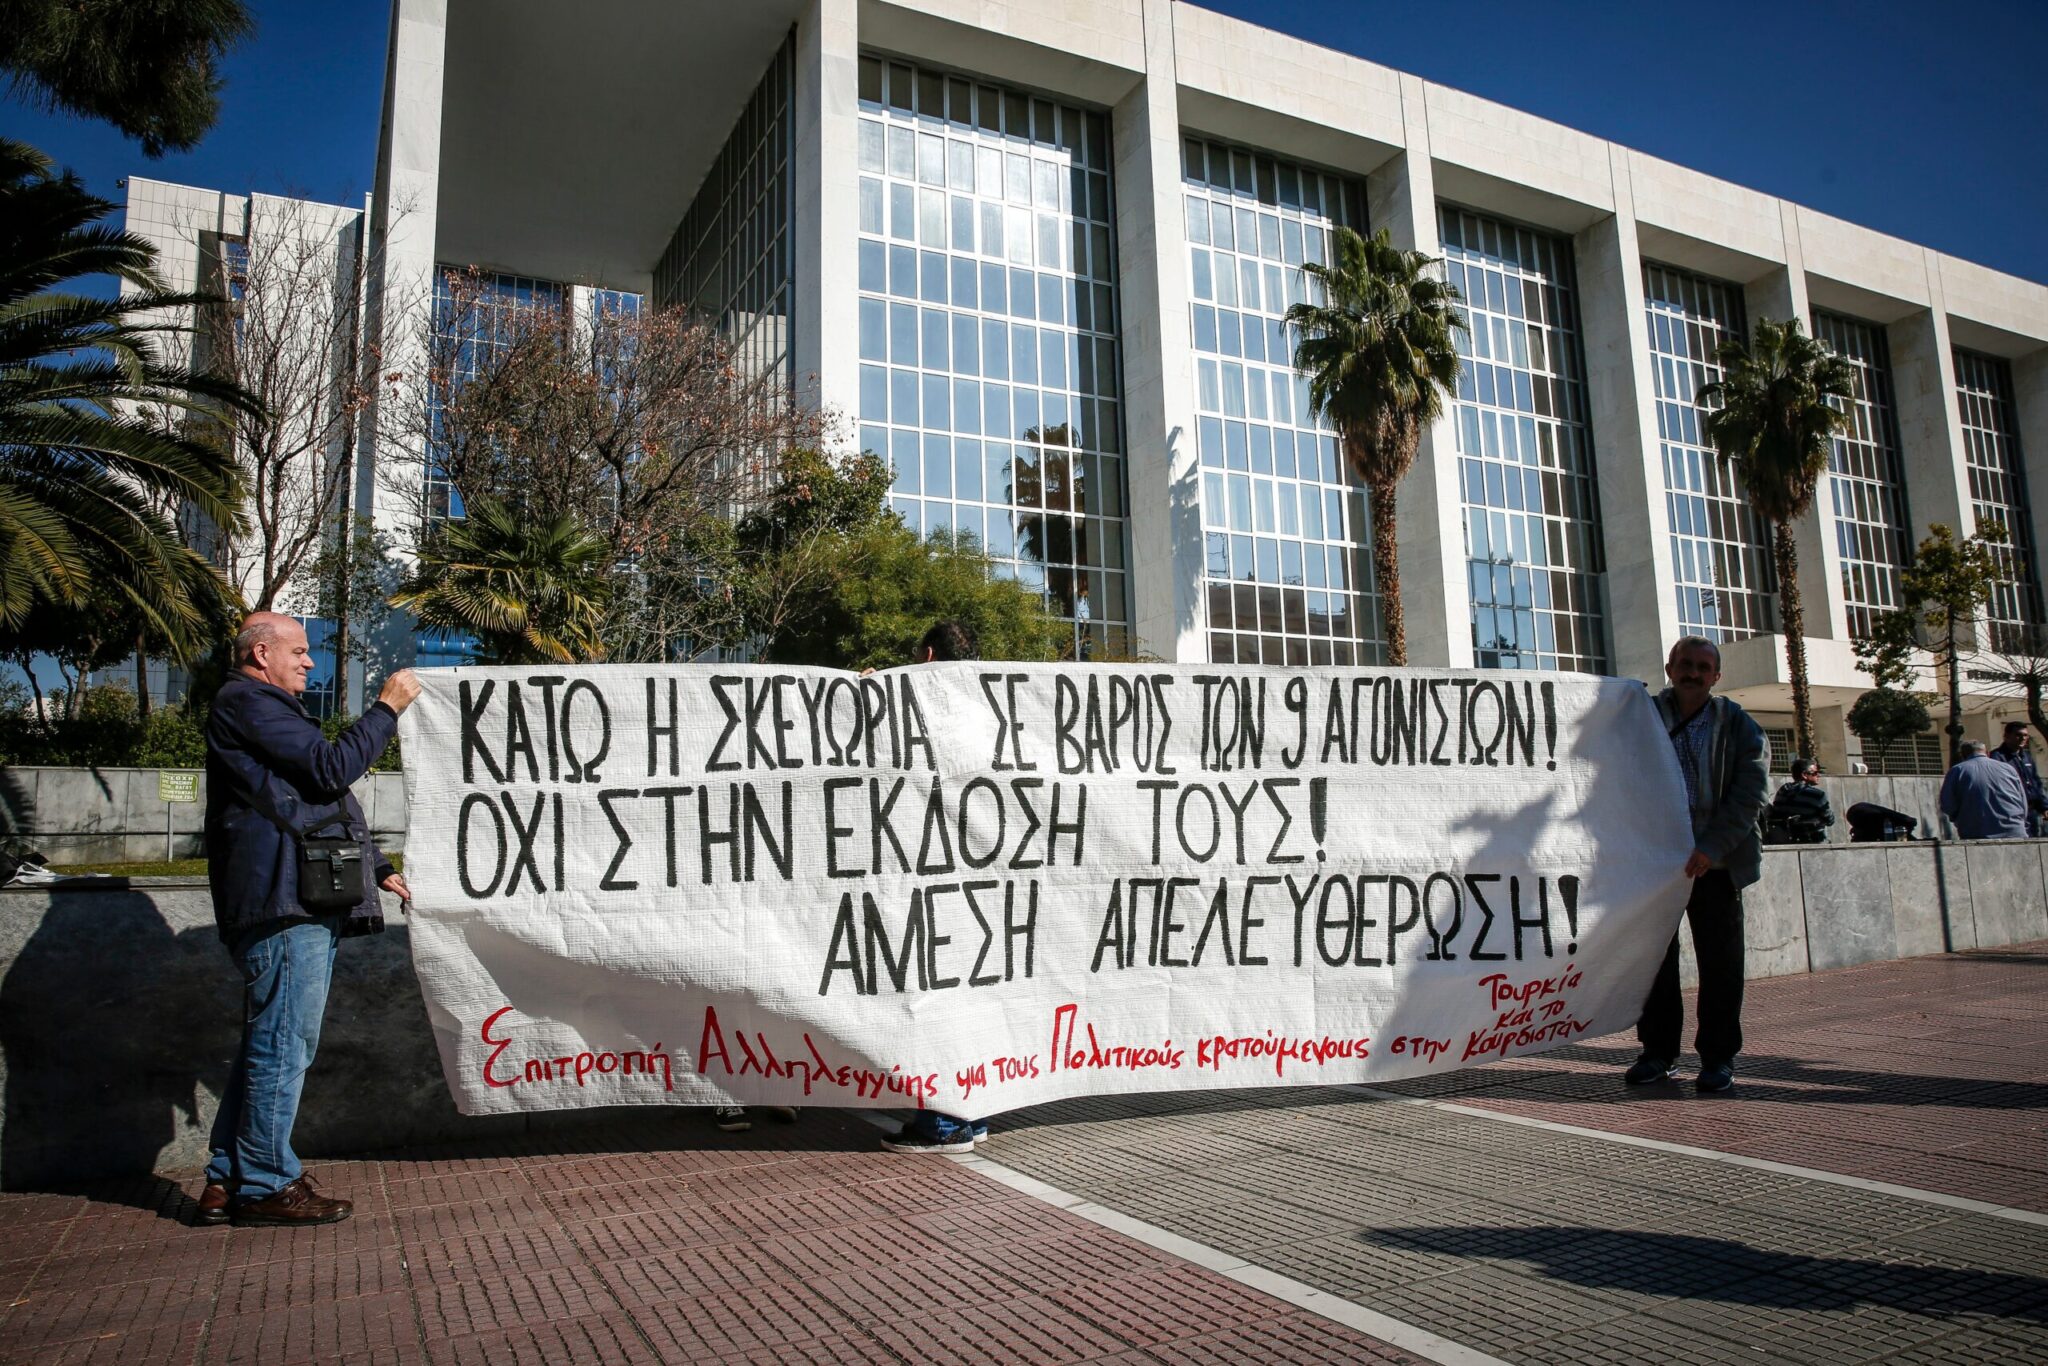 ΚΑΤΩ Η ΣΚΕΥΩΡΙΑ ΣΕ ΒΑΡΟΣ ΤΩΝ 9 ΑΓΩΝΙΣΤΩΝ!
ΟΧΙ ΣΤΗΝ ΕΚΔΟΣΗ ΤΟΥΣ!
ΑΜΕΣΗ ΑΠΕΛΕΥΘΕΡΩΣΗ!
Επιτροπή Αλληλεγγύης για τους Πολιτικούς κρατούμενους στην Τουρκία
και το
Κουρδιστάν